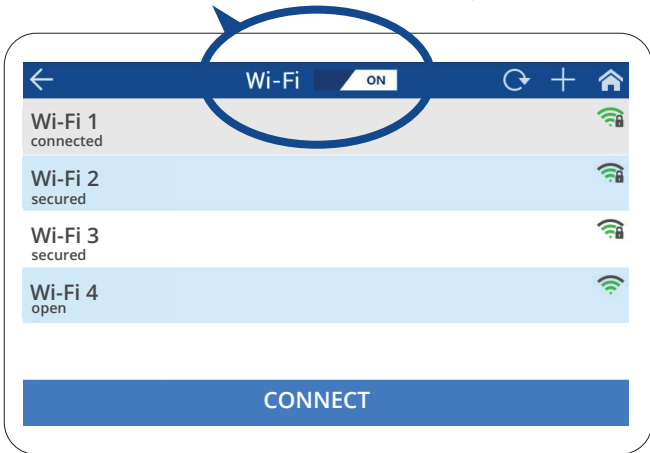 Wi-Fi ON
Wi-Fi 1
connected
Wi-Fi 2
secured
Wi-Fi 3
secured
Wi-Fi 4
open
CONNECT